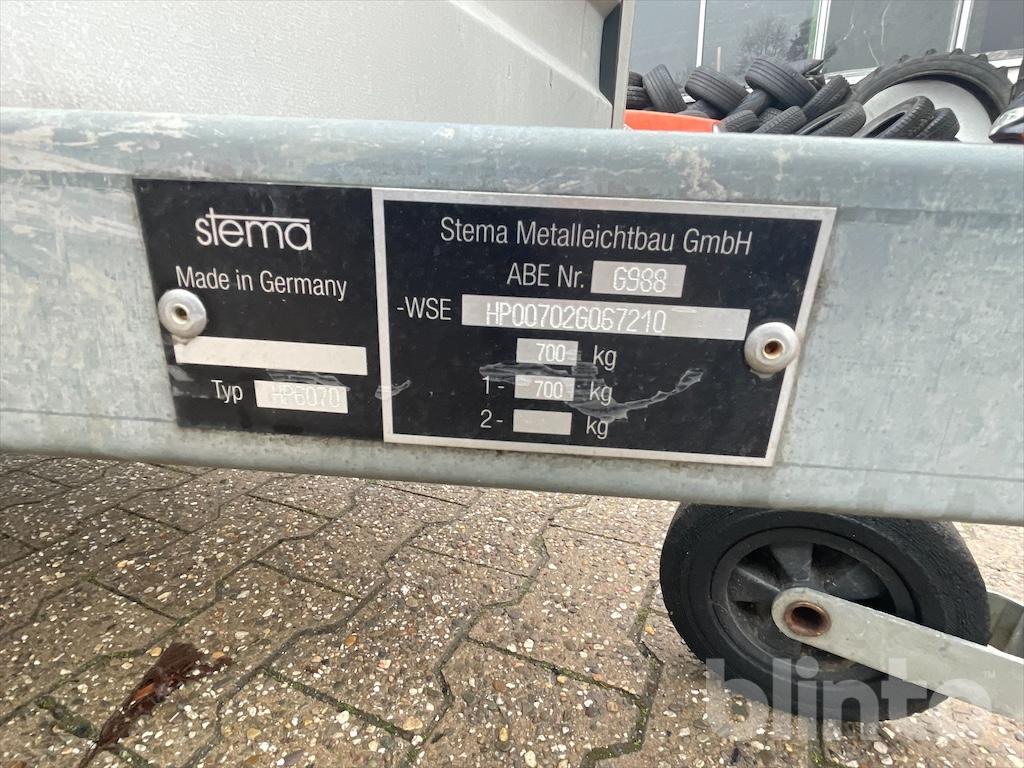 stema
Made in Germany
Typ HP6070
Stema Metalleichtbau GmbH
ABE Nr. G988
-WSE HP00702G067210
700 kg
1- 700 kg
2- kg
blinto™